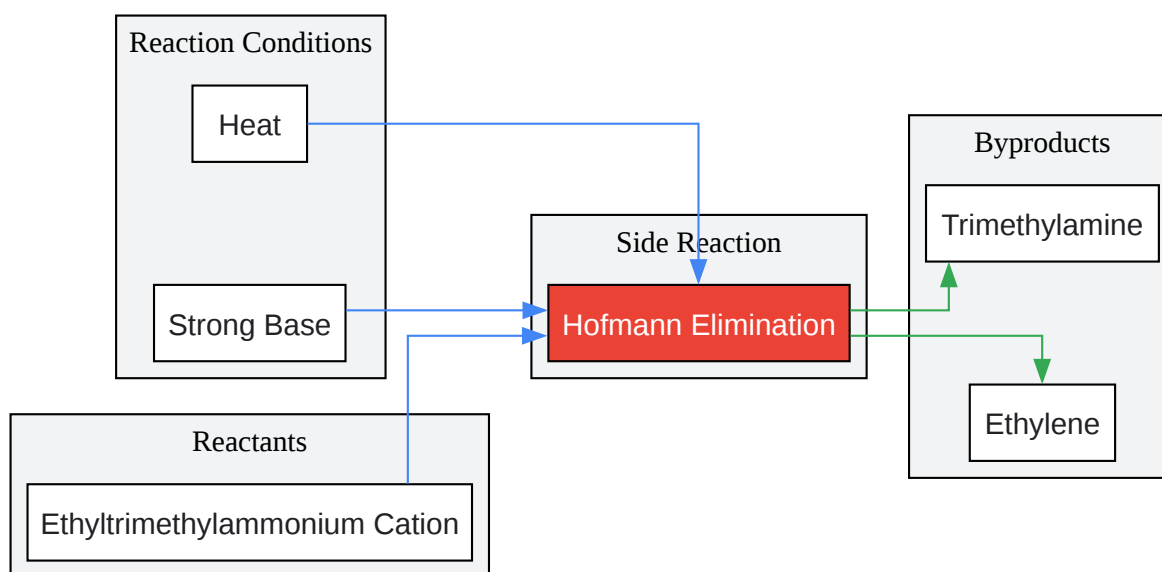 Reaction Conditions
Heat
Strong Base
Reactants
Ethyltrimethylammonium Cation
Side Reaction
Hofmann Elimination
Byproducts
Trimethylamine
Ethylene